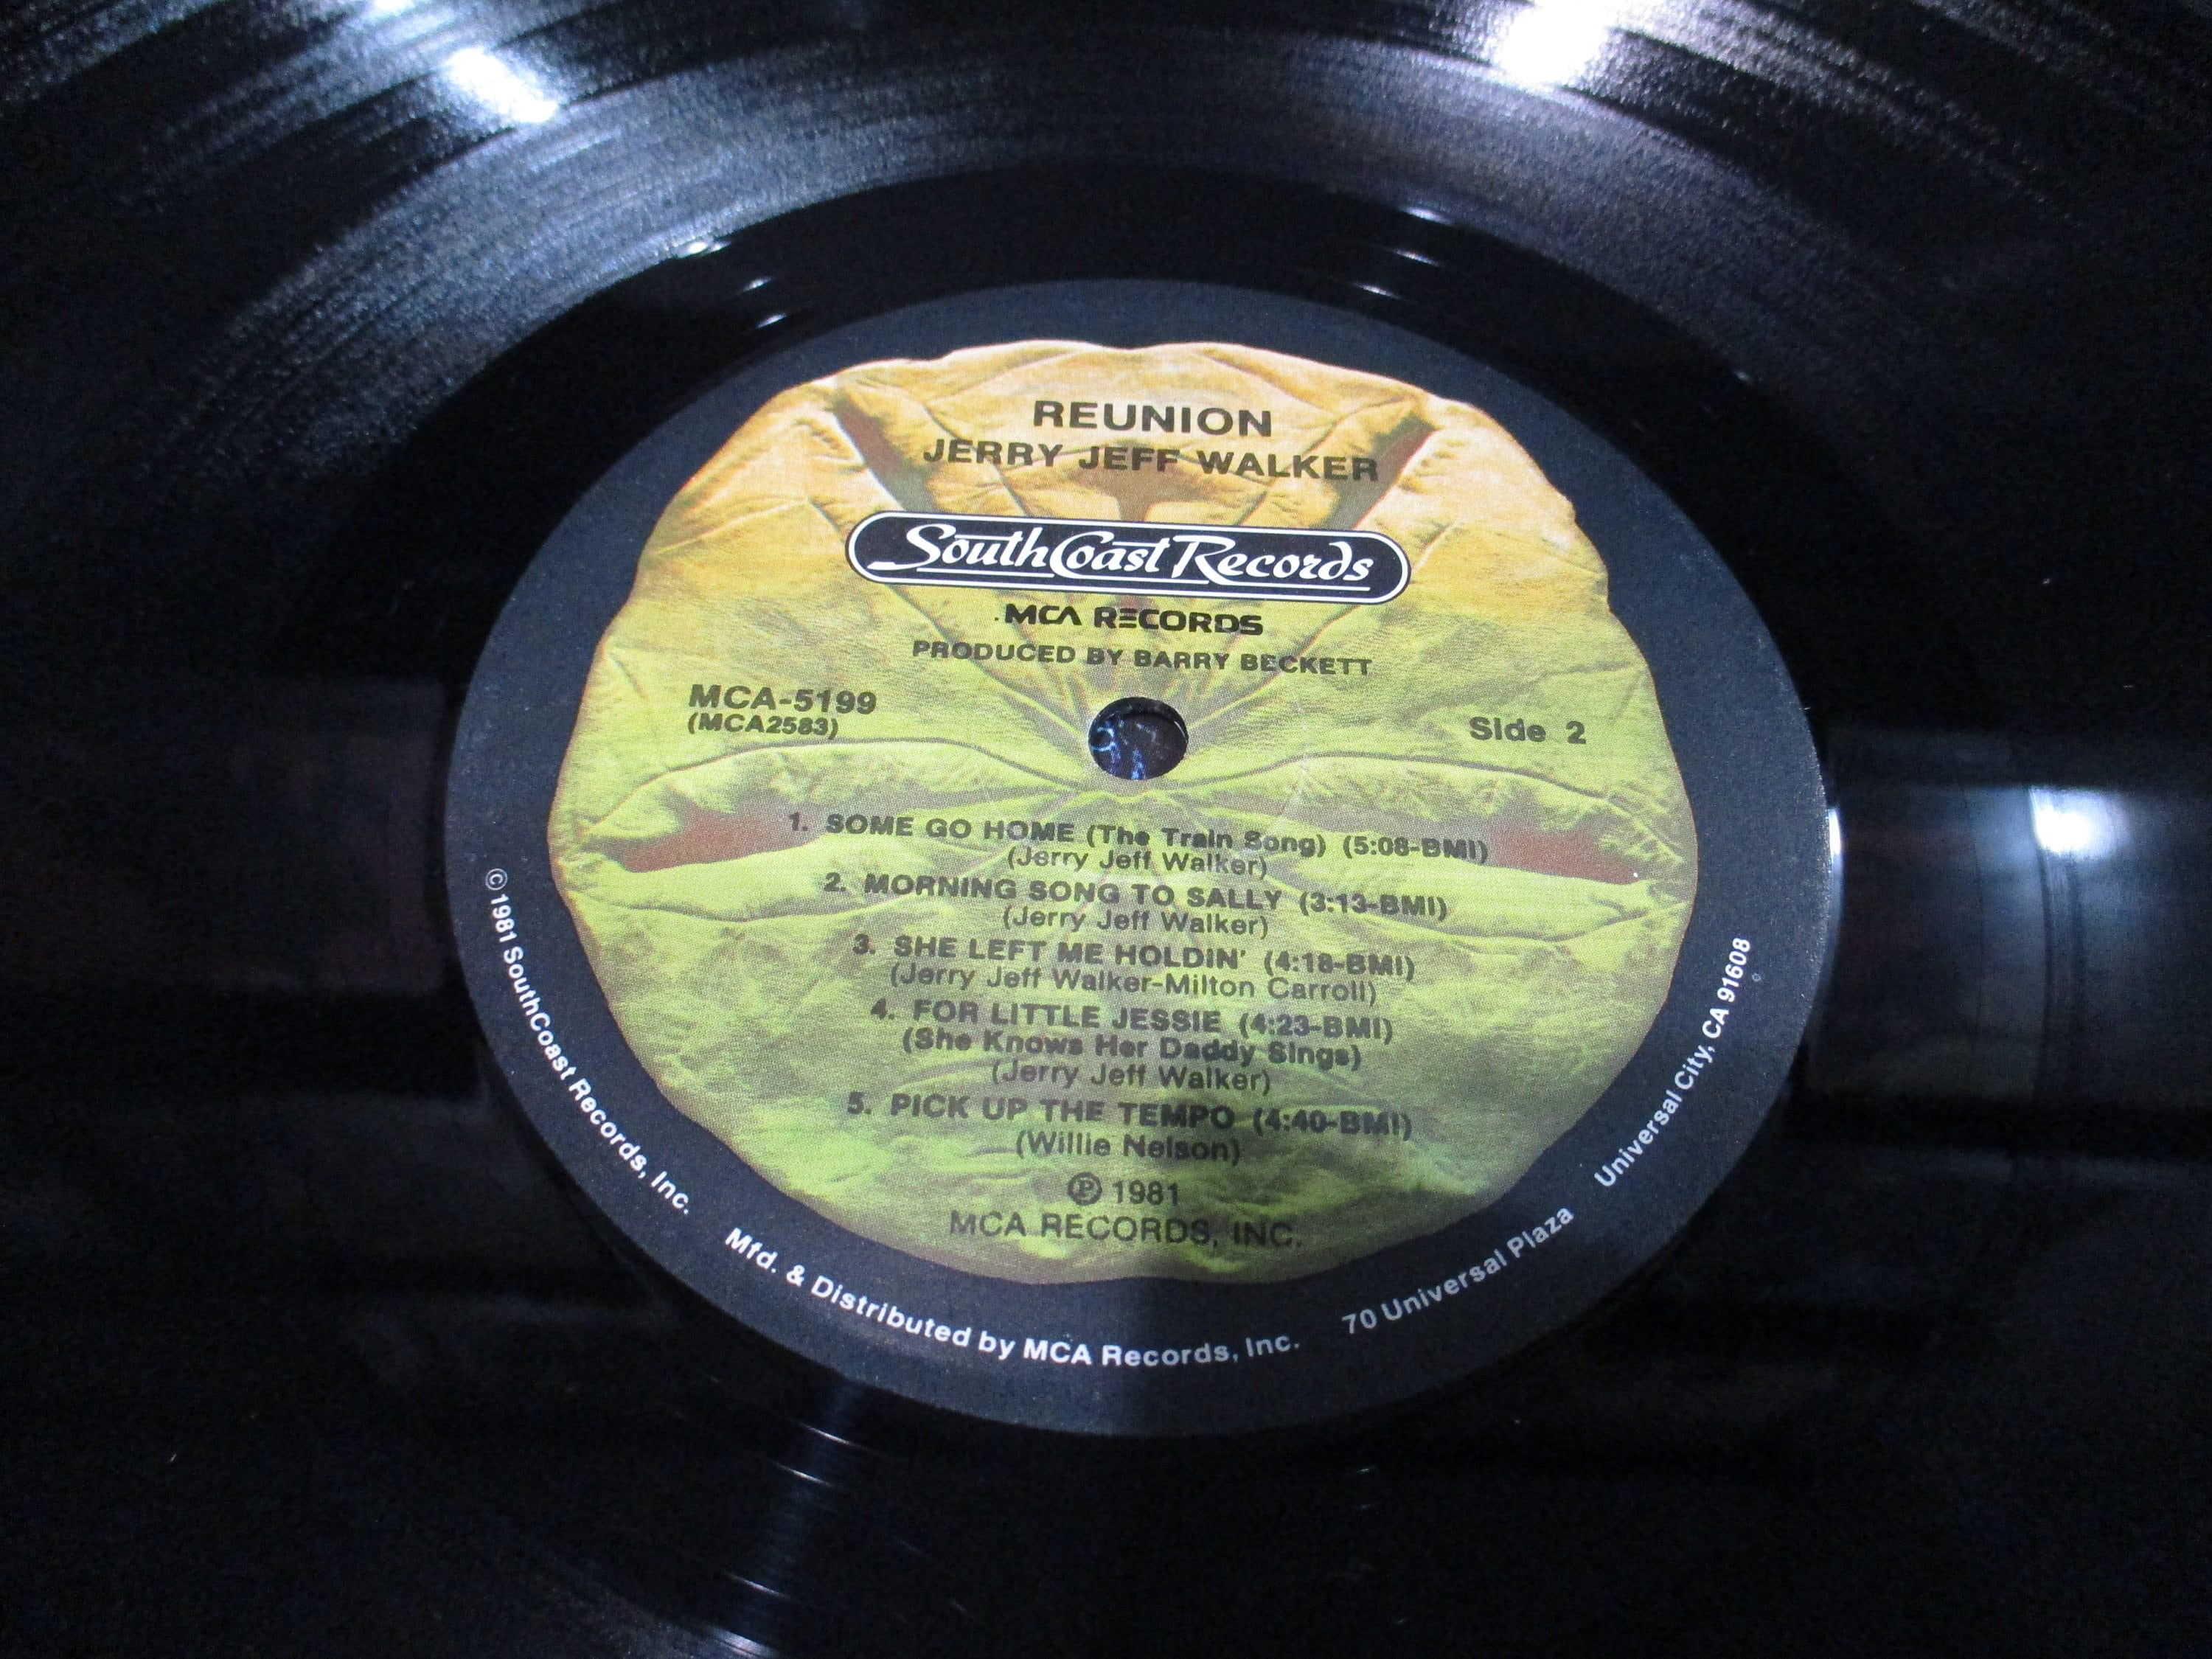 REUNION
JERRY JEFF WALKER
SouthCoast Records
MCA RECORDS
PRODUCED BY BARRY BECKETT
MCA-5199
(MCA2583)
Side 2
1. SOME GO HOME (The Train Song) (5:08-BMI)
(Jerry Jeff Walker)
2. MORNING SONG TO SALLY (3:13-BMI)
(Jerry Jeff Walker)
3. SHE LEFT ME HOLDIN' (4:18-BMI)
(Jerry Jeff Walker-Milton Carroll)
4. FOR LITTLE JESSIE (4:23-BMI)
(She Knows Her Daddy Sings)
(Jerry Jeff Walker)
5. PICK UP THE TEMPO (4:40-BMI)
(Willie Nelson)
Ⓟ 1981
MCA RECORDS, INC.
© 1981 SouthCoast Records, Inc. Mfd. & Distributed by MCA Records, Inc. 70 Universal Plaza Universal City, CA 91608